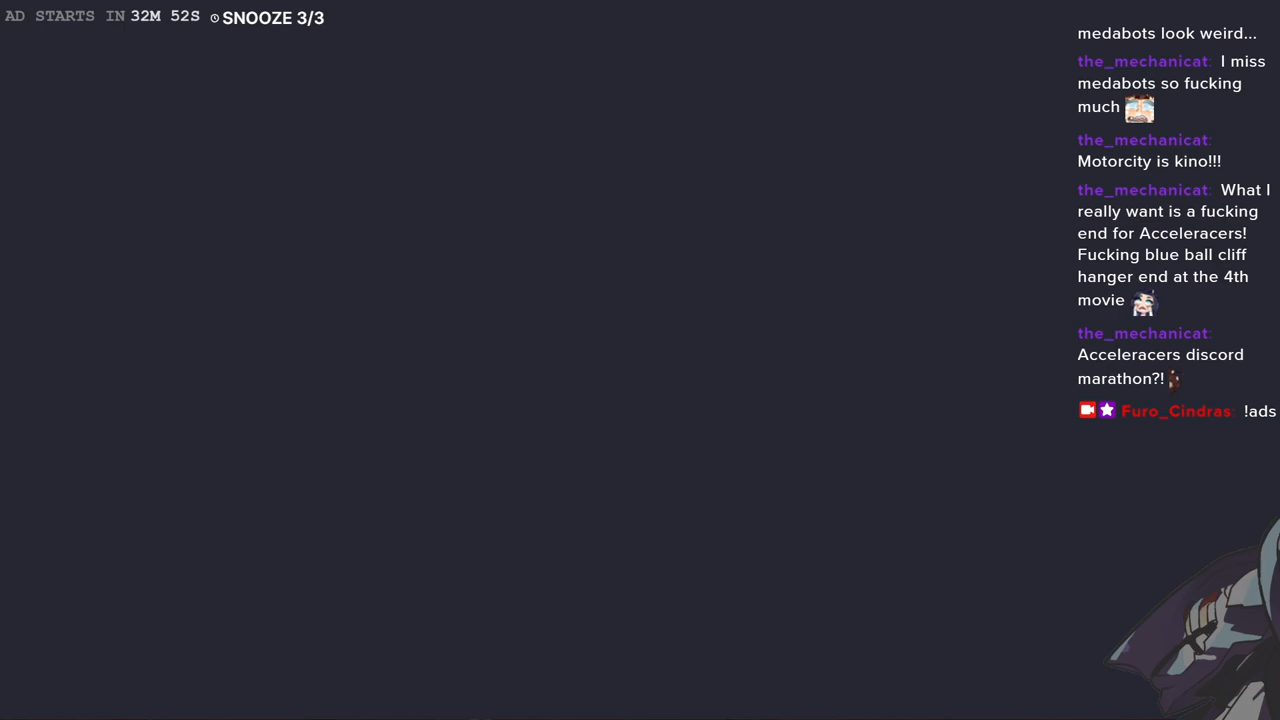 AD STARTS IN 32M 52S SNOOZE 3/3
medabots look weird...
the_mechanicat: I miss
medabots so fucking
much
the_mechanicat:
Motorcity is kino!!!
the_mechanicat: What I
really want is a fucking
end for Acceleracers!
Fucking blue ball cliff
hanger end at the 4th
movie
the_mechanicat:
Acceleracers discord
marathon?!
Furo_Cindras: !ads